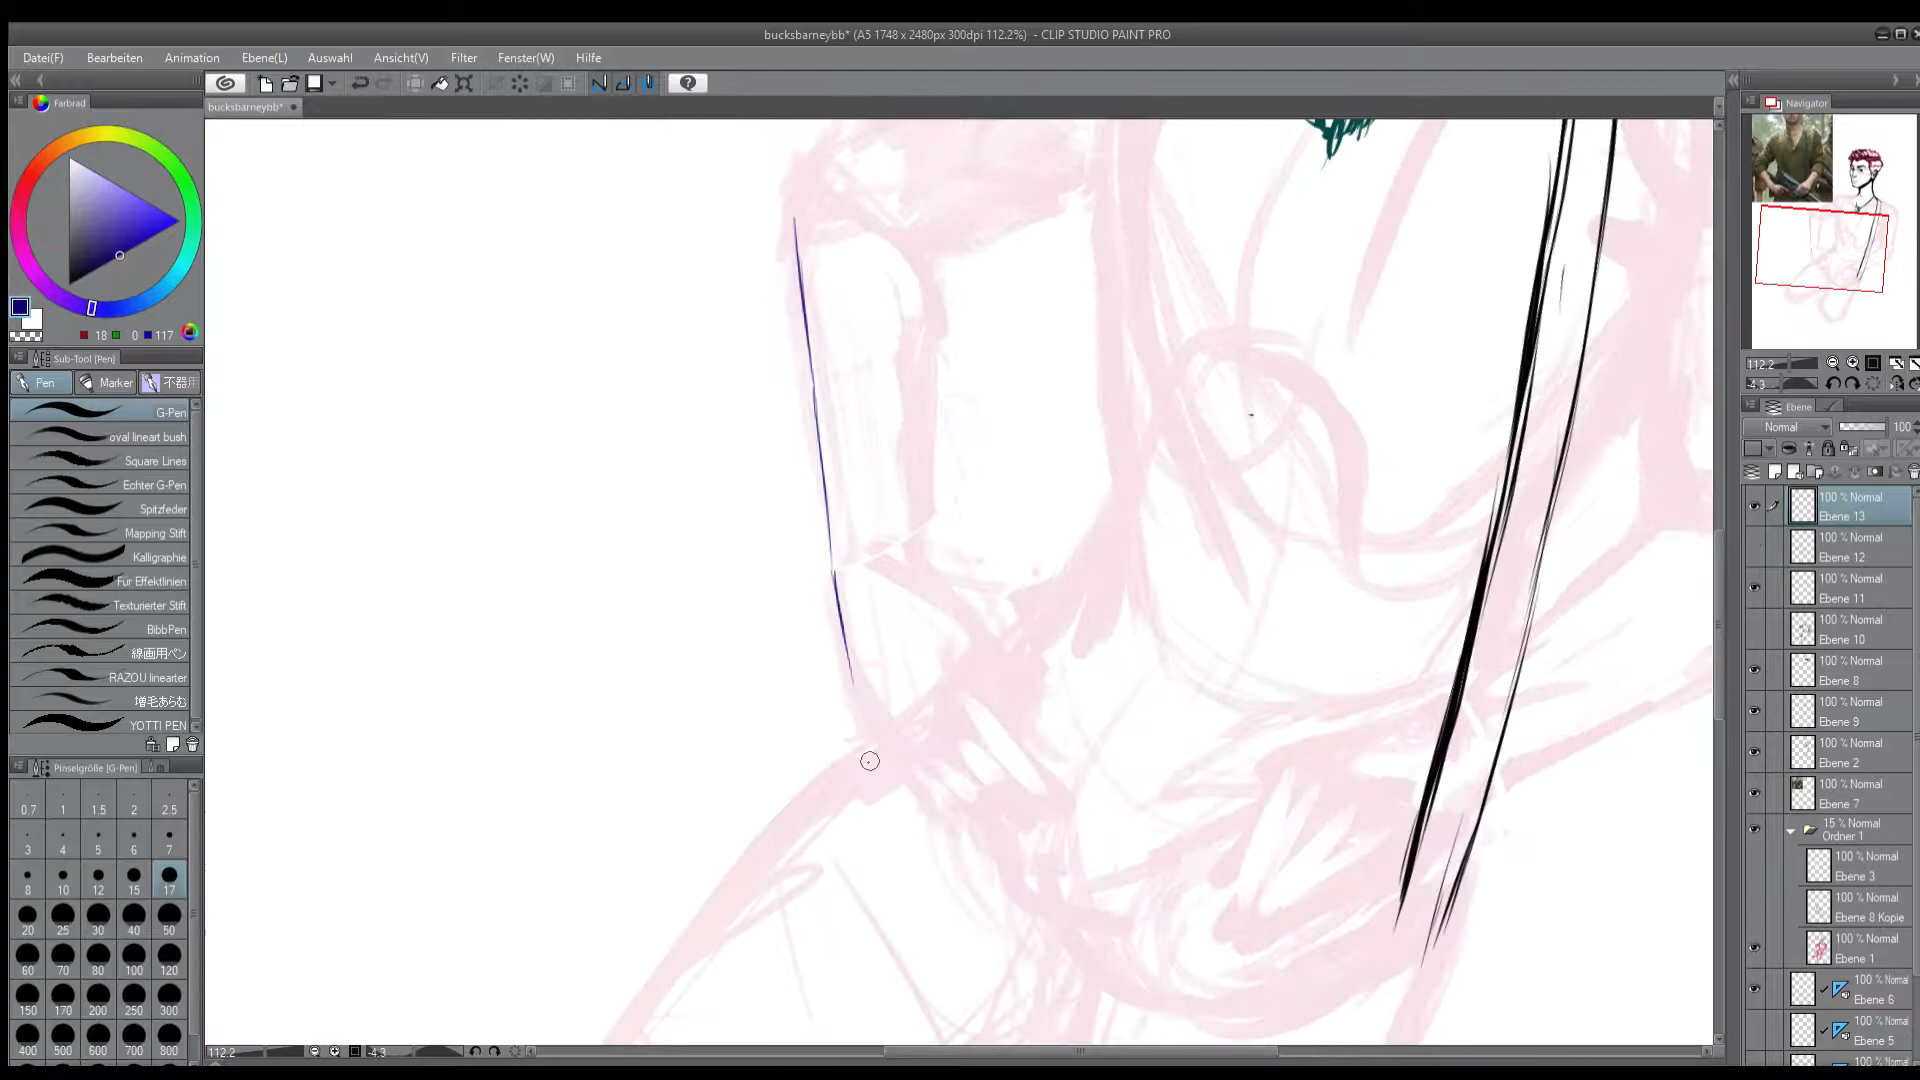 bucksbarneybb* (A5 1748 x 2480px 300dpi 112.2%) - CLIP STUDIO PAINT PRO
Datei(F) Bearbeiten Animation Ebene(L) Auswahl Ansicht(V) Filter Fenster(W) Hilfe
Farbrad
bucksbarneybb*
18 0 117
Sub-Tool [Pen]
Pen Marker 不器用
G-Pen
oval lineart bush
Square Lines
Echter G-Pen
Spitzfeder
Mapping Stift
Kalligraphie
Für Effektlinien
Texturierter Stift
BibbPen
線画用ペン
RAZOU linearter
増毛あらむ
YOTTI PEN
Pinselgröße [G-Pen]
0.7 1 1.5 2 2.5
3 4 5 6 7
8 10 12 15 17
20 25 30 40 50
60 70 80 100 120
150 170 200 250 300
400 500 600 700 800
112.2 -4.3
Navigator
112.2
-4.3
Ebene
Normal 100
100 % Normal
Ebene 13
100 % Normal
Ebene 12
100 % Normal
Ebene 11
100 % Normal
Ebene 10
100 % Normal
Ebene 8
100 % Normal
Ebene 9
100 % Normal
Ebene 2
100 % Normal
Ebene 7
15 % Normal
Ordner 1
100 % Normal
Ebene 3
100 % Normal
Ebene 8 Kopie
100 % Normal
Ebene 1
100 % Normal
Ebene 6
100 % Normal
Ebene 5
100 % Normal